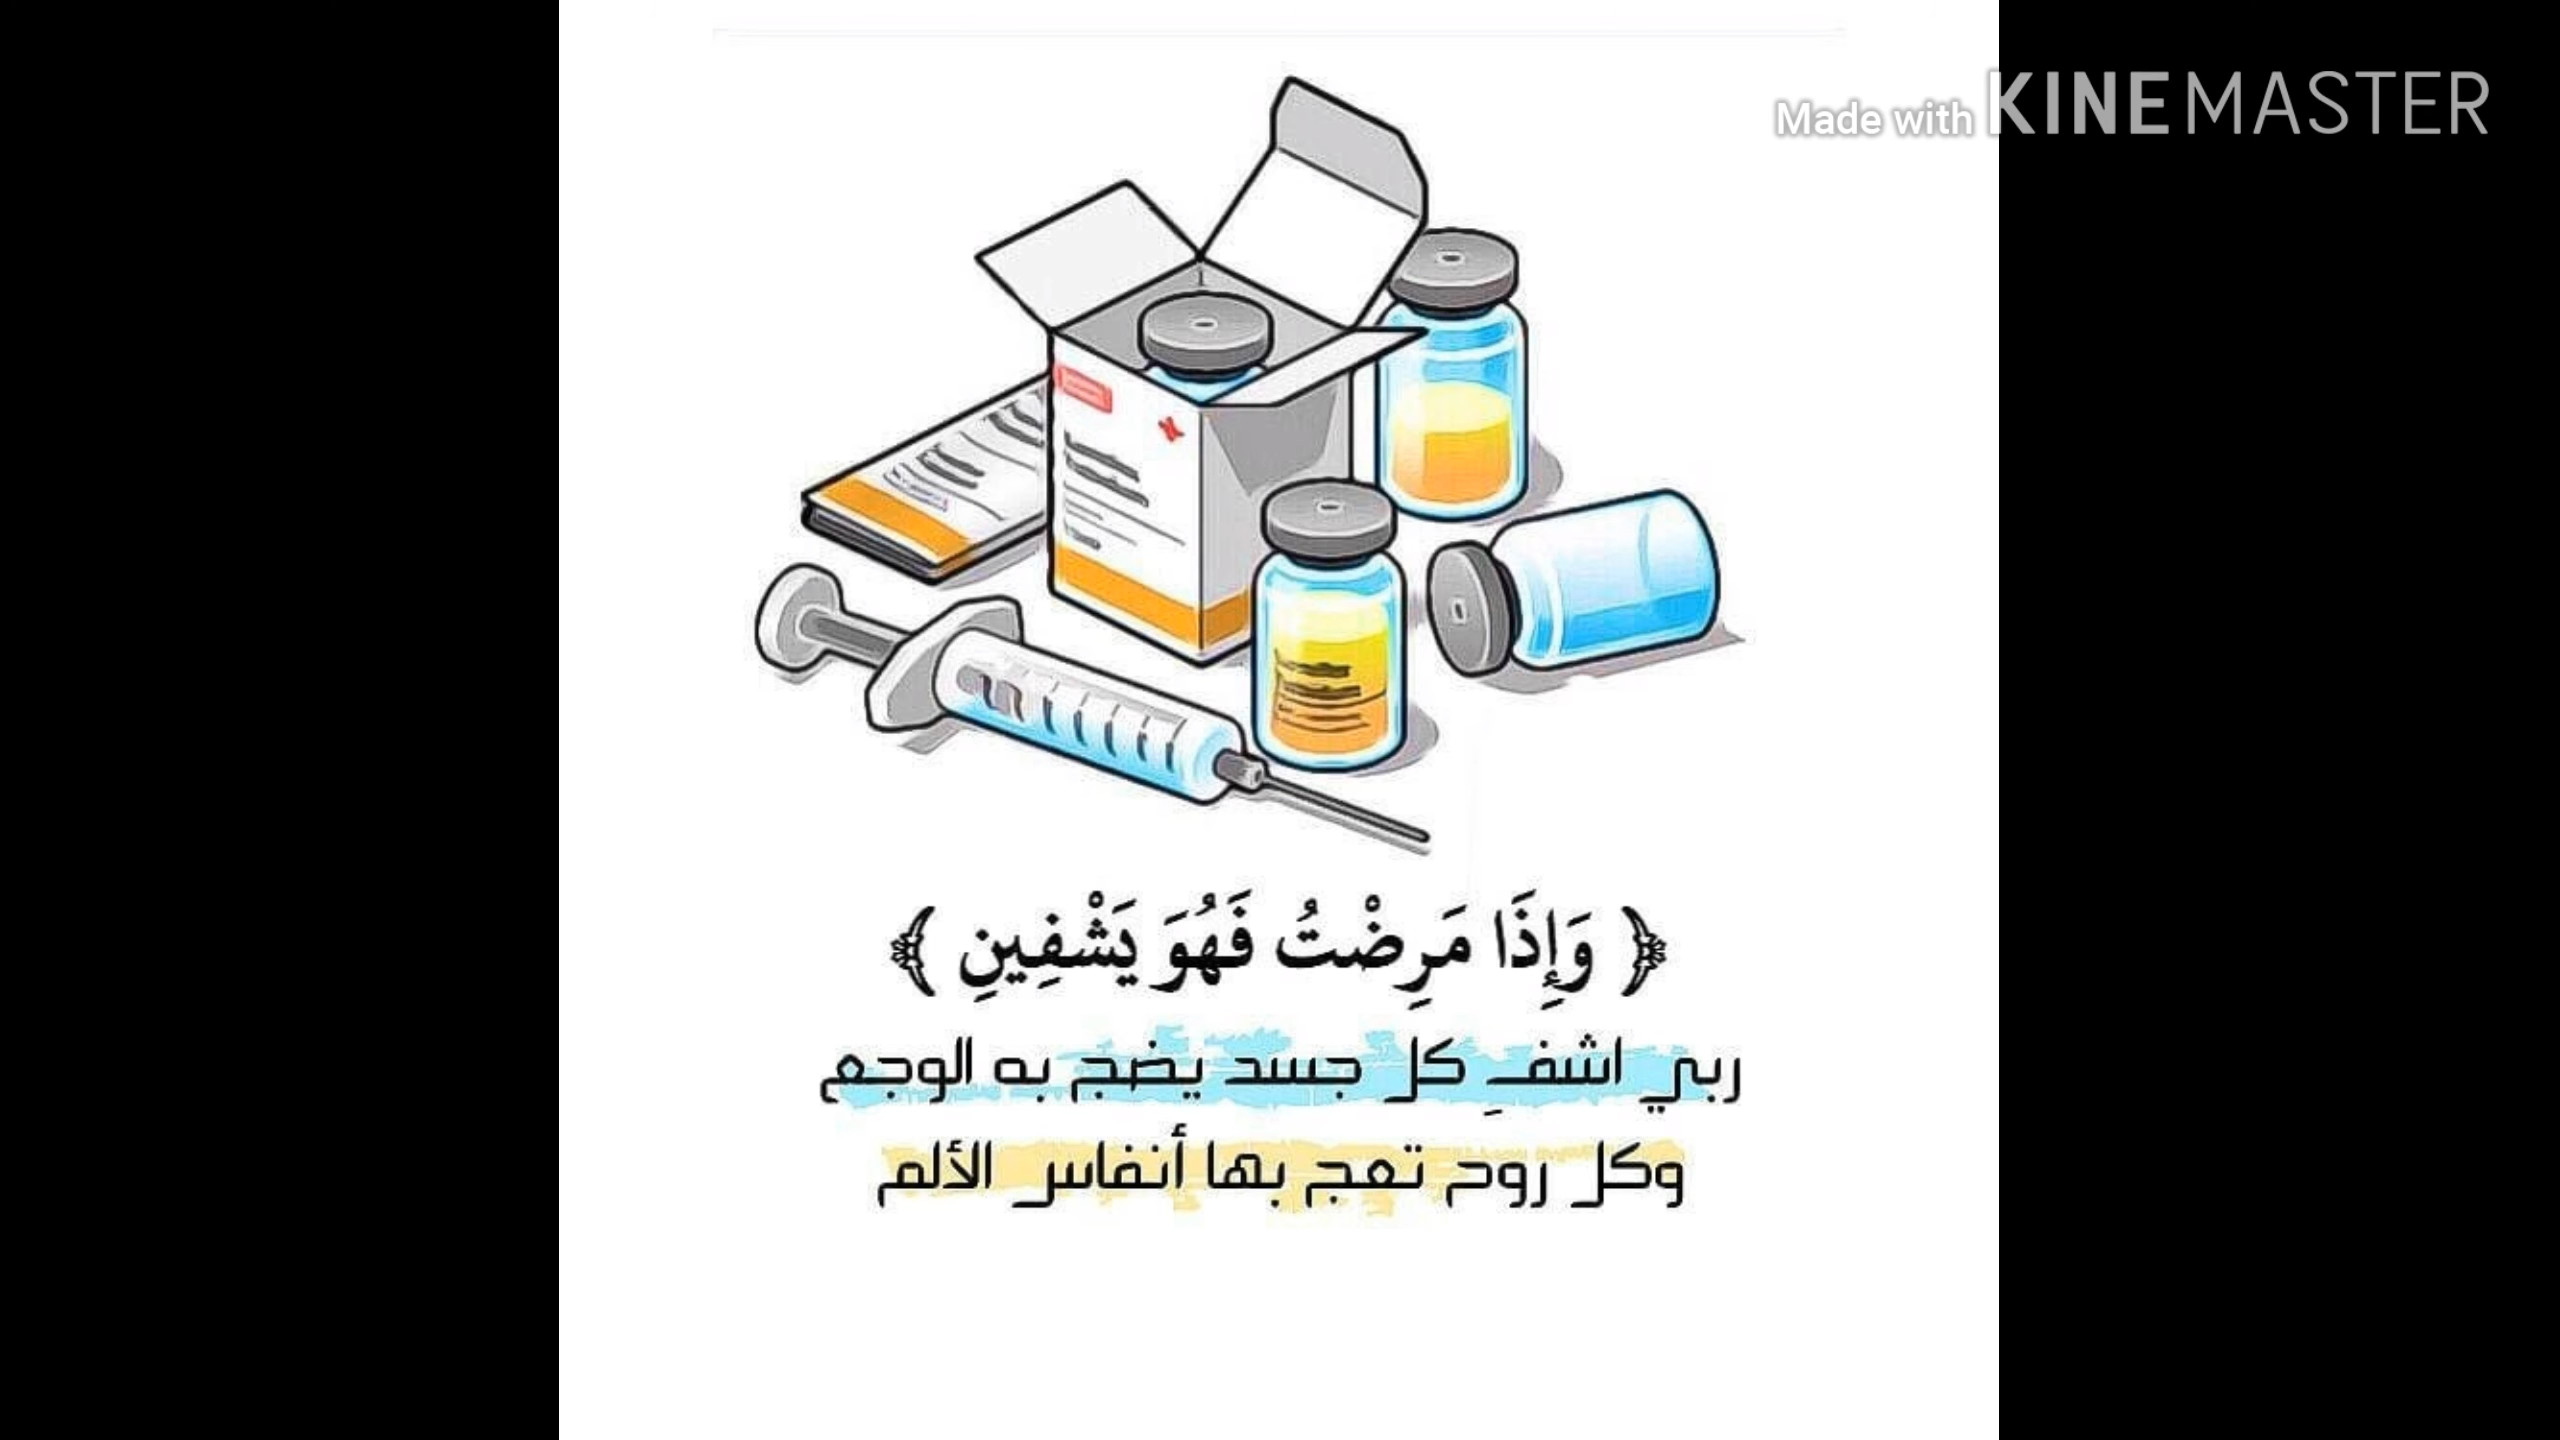 Made with KINEMASTER
﴿ وَإِذَا مَرِضْتُ فَهُوَ يَشْفِينِ ﴾
ربي اشفِ كل جسد يضج به الوجع
وكل روح تعج بها أنفاس الألم